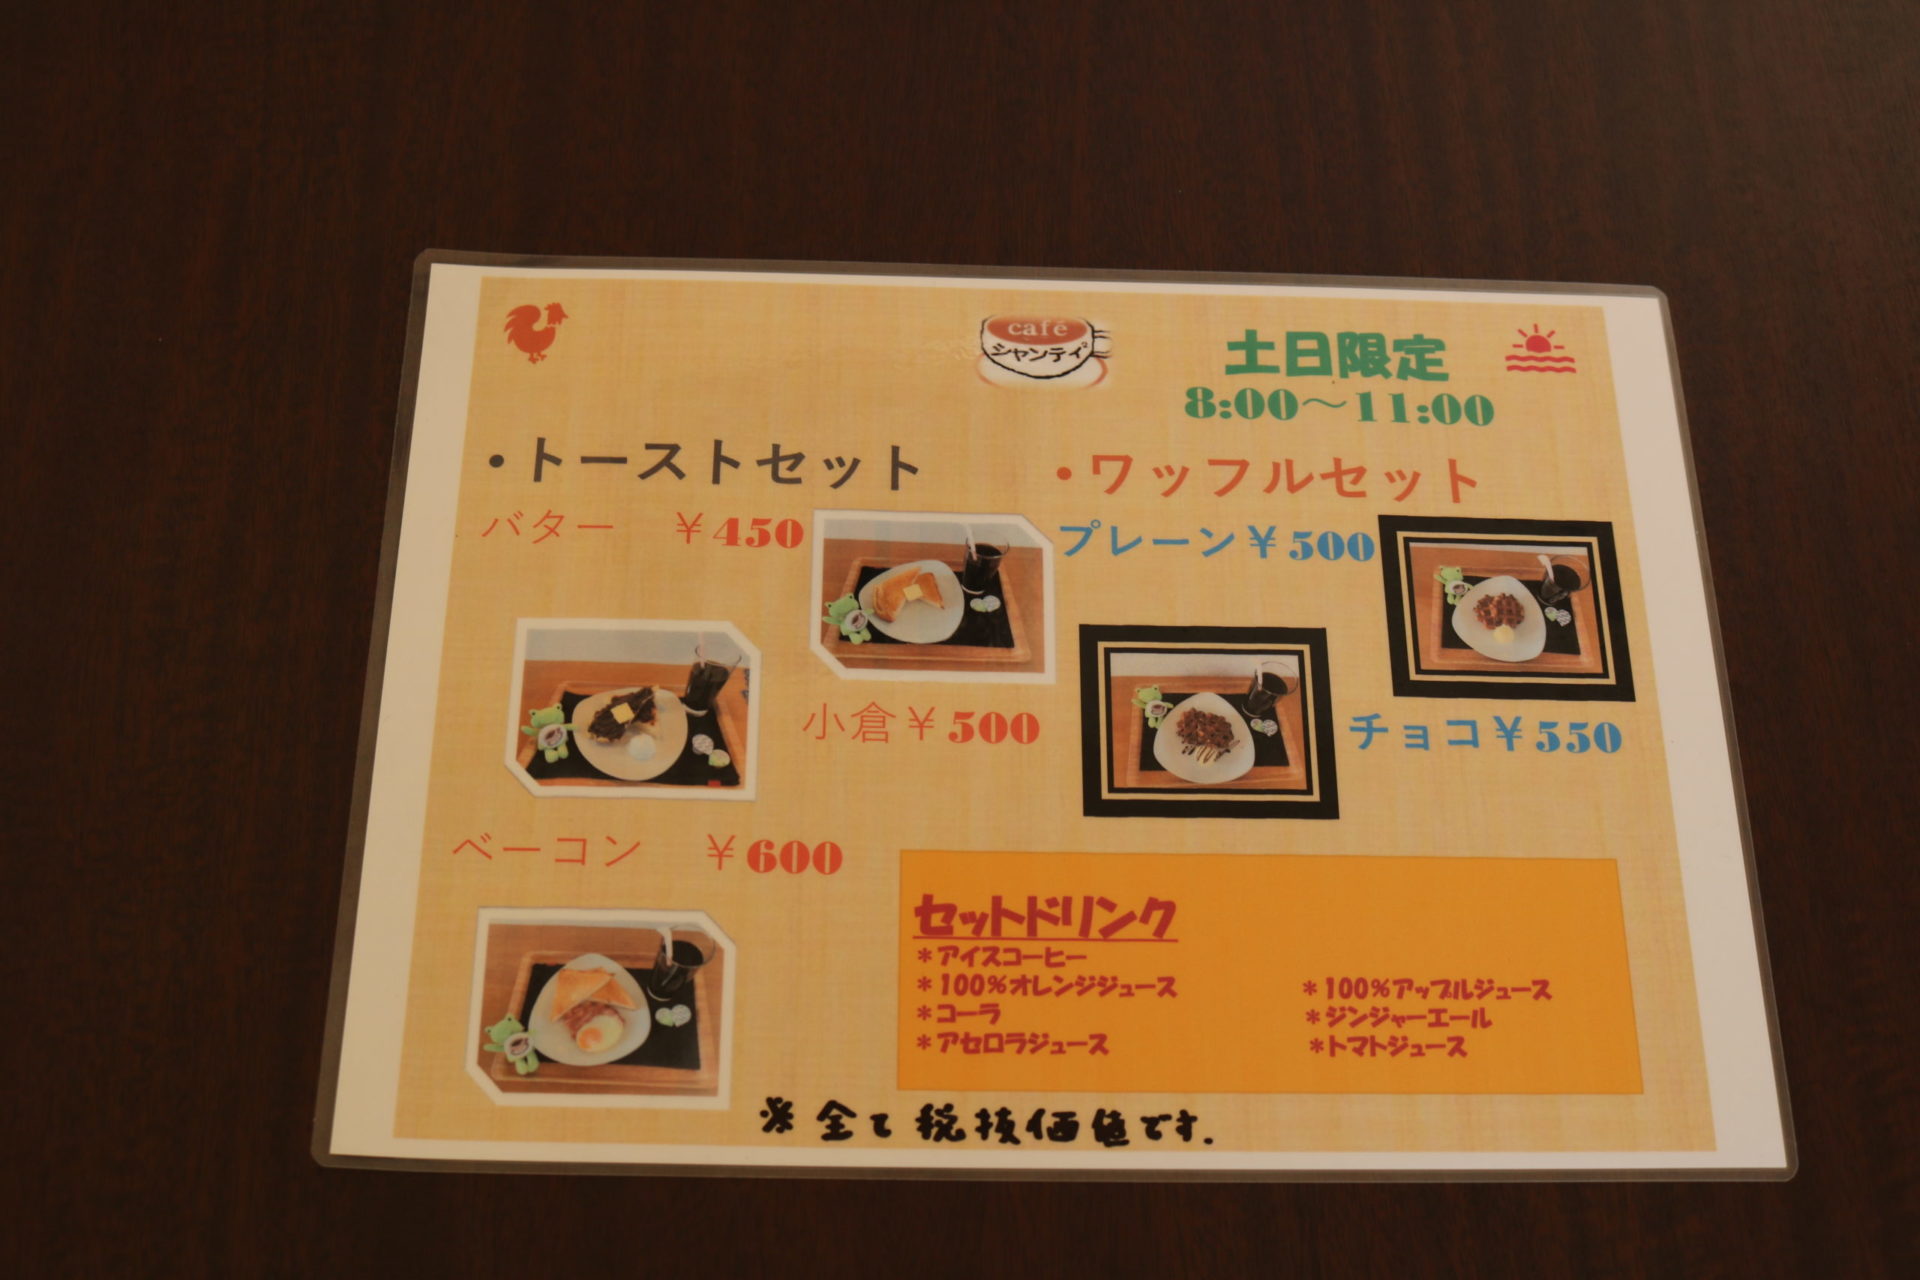 café
シャンティ²
土日限定
8:00～11:00
・トーストセット
バター ￥450
小倉￥500
ベーコン ￥600
・ワッフルセット
プレーン￥500
チョコ￥550
セットドリンク
＊アイスコーヒー
＊100％オレンジジュース
＊コーラ
＊アセロラジュース
＊100％アップルジュース
＊ジンジャーエール
＊トマトジュース
※全て税抜価値です.